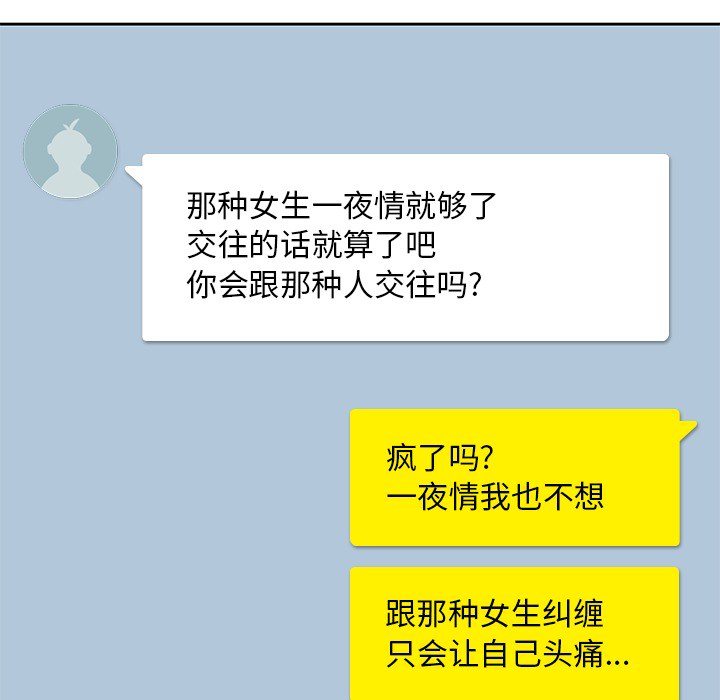 那种女生一夜情就够了
交往的话就算了吧
你会跟那种人交往吗?
疯了吗?
一夜情我也不想
跟那种女生纠缠
只会让自己头痛...